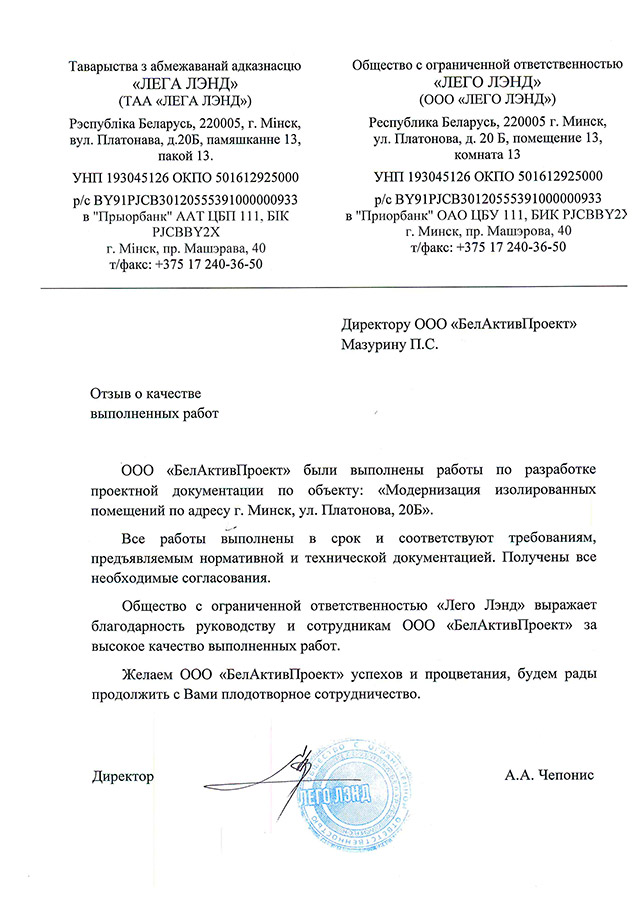 Таварыства з абмежаванай адказнасцю
«ЛЕГА ЛЭНД»
(ТАА «ЛЕГА ЛЭНД»)
Рэспубліка Беларусь, 220005, г. Мінск,
вул. Платонава, д.20Б, памяшканне 13,
пакой 13.
УНП 193045126 ОКПО 501612925000
р/с BY91PJCB30120555391000000933
в "Прыорбанк" ААТ ЦБП 111, БІК
PJCBBY2X
г. Мінск, пр. Машэрава, 40
т/факс: +375 17 240-36-50
Общество с ограниченной ответственностью
«ЛЕГО ЛЭНД»
(ООО «ЛЕГО ЛЭНД»)
Республика Беларусь, 220005 г. Минск,
ул. Платонова, д. 20 Б, помещение 13,
комната 13
УНП 193045126 ОКПО 501612925000
р/с BY91PJCB30120555391000000933
в "Приорбанк" ОАО ЦБУ 111, БИК PJCBBY2X
г. Минск, пр. Машэрова, 40
т/факс: +375 17 240-36-50
Директору ООО «БелАктивПроект»
Мазурину П.С.
Отзыв о качестве
выполненных работ
ООО «БелАктивПроект» были выполнены работы по разработке
проектной документации по объекту: «Модернизация изолированных
помещений по адресу г. Минск, ул. Платонова, 20Б».
Все работы выполнены в срок и соответствуют требованиям,
предъявляемым нормативной и технической документацией. Получены все
необходимые согласования.
Общество с ограниченной ответственностью «Лего Лэнд» выражает
благодарность руководству и сотрудникам ООО «БелАктивПроект» за
высокое качество выполненных работ.
Желаем ООО «БелАктивПроект» успехов и процветания, будем рады
продолжить с Вами плодотворное сотрудничество.
Директор
ЛЕГО ЛЭНД
А.А. Чепонис